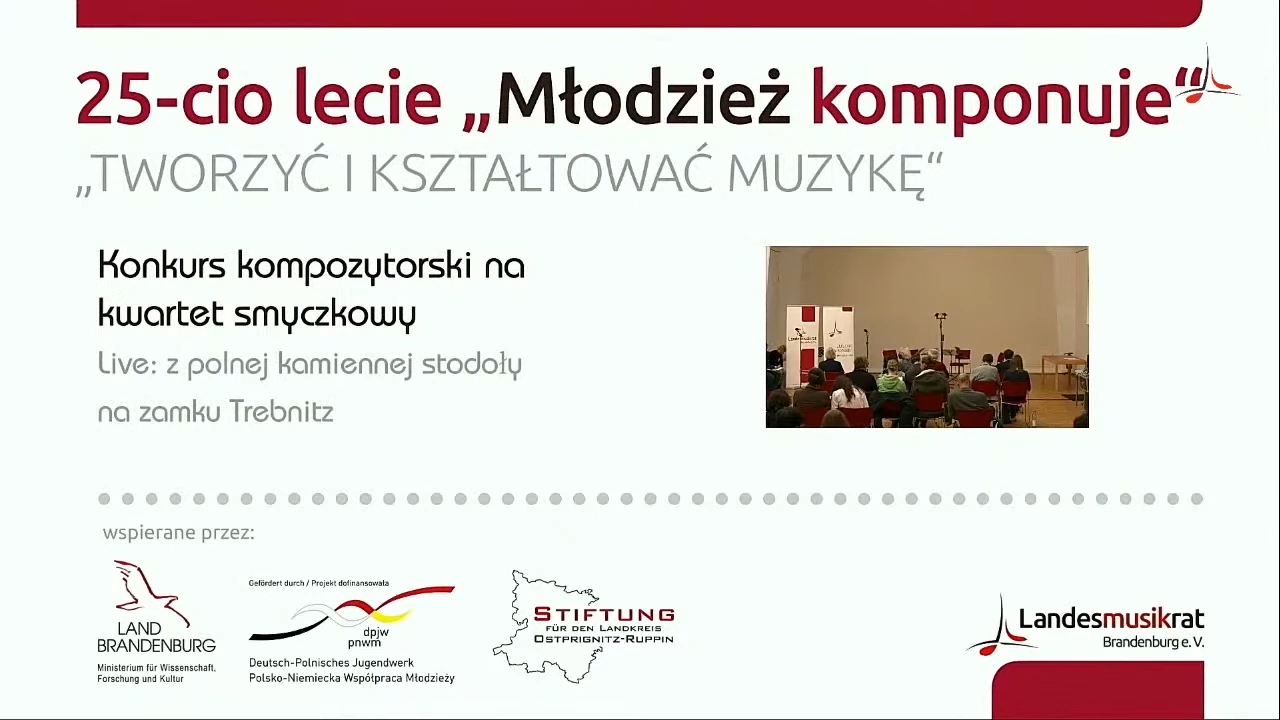 25-cio lecie „Młodzież komponuje“
„TWORZYĆ I KSZTAŁTOWAĆ MUZYKĘ“
Konkurs kompozytorski na
kwartet smyczkowy
Live: z polnej kamiennej stodoły
na zamku Trebnitz
Landesmusikrat
wspierane przez:
LAND
BRANDENBURG
Ministerium für Wissenschaft,
Forschung und Kultur
Gefördert durch / Projekt dofinansowała
dpjw
pnwm
Deutsch-Polnisches Jugendwerk
Polsko-Niemiecka Współpraca Młodzieży
STIFTUNG
FÜR DEN LANDKREIS
OSTPRIGNITZ-RUPPIN
Landesmusikrat
Brandenburg e. V.